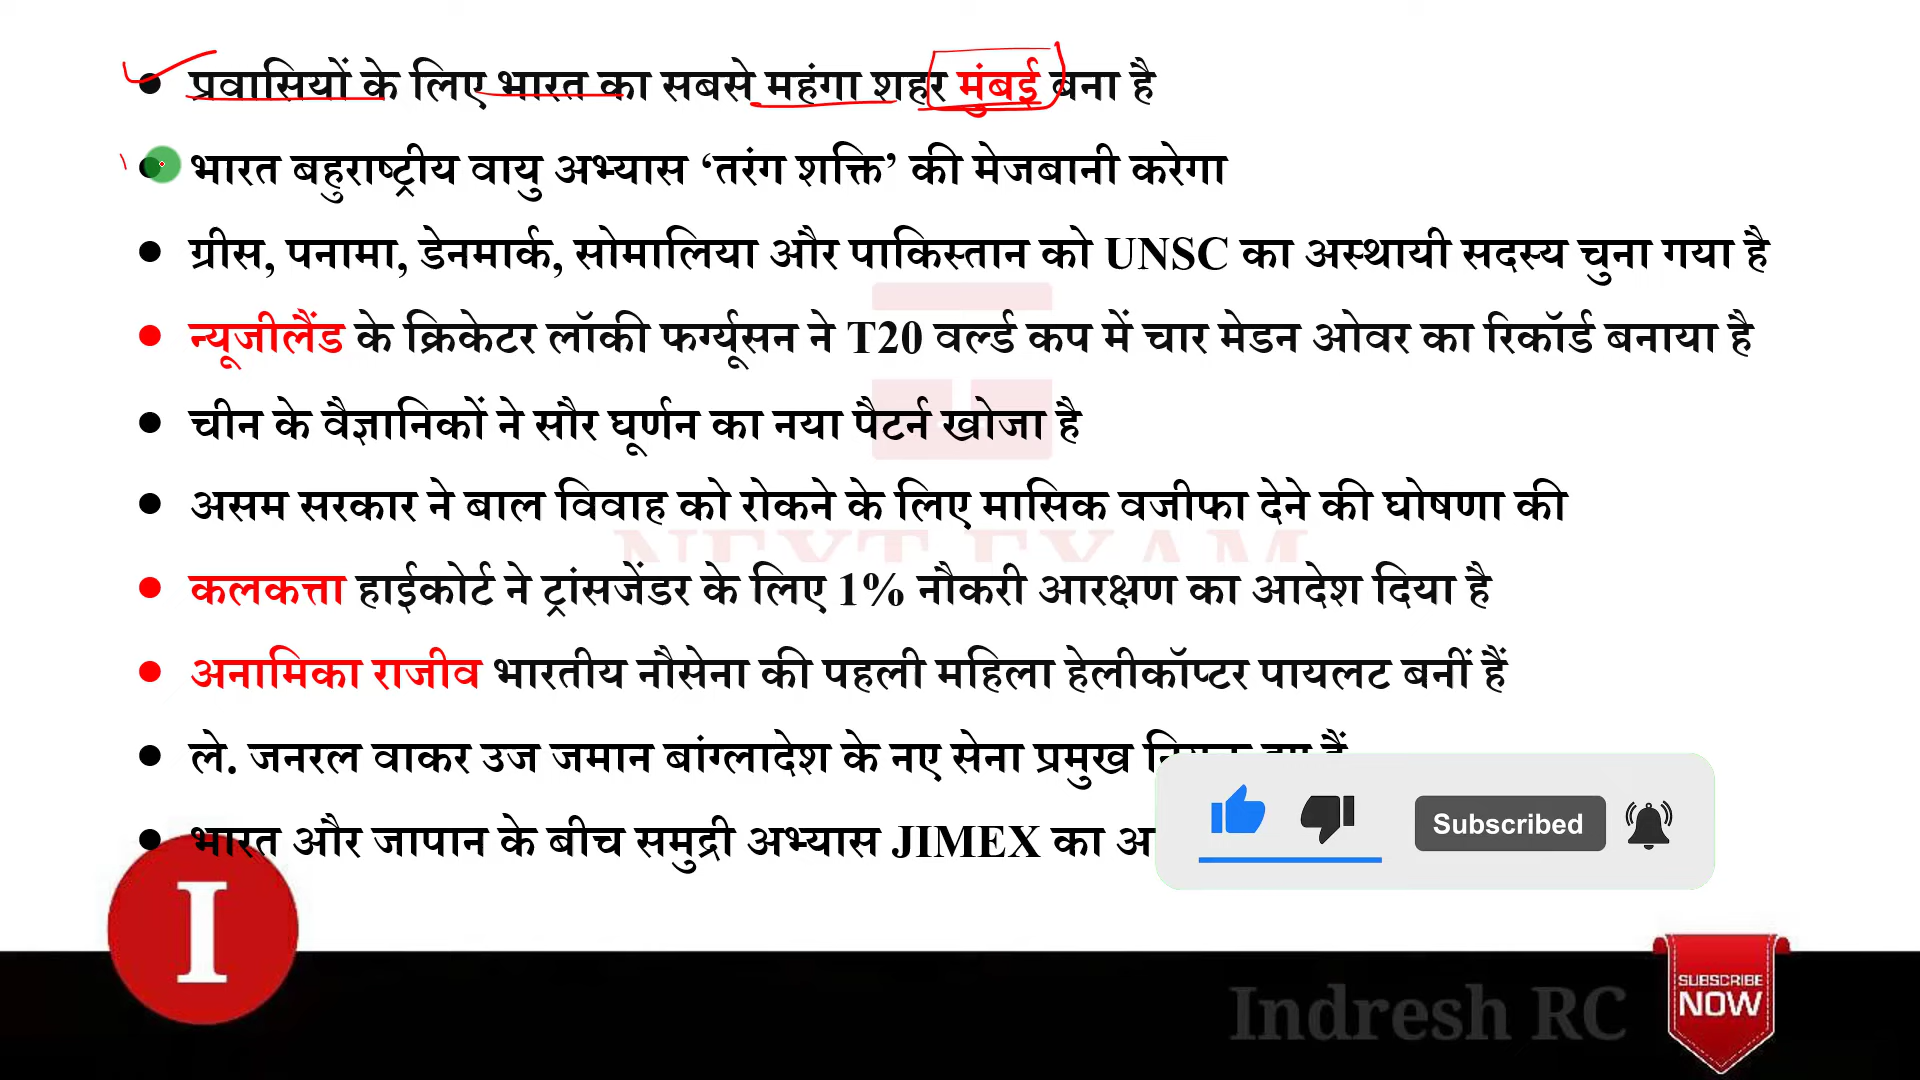 प्रवासियों के लिए भारत का सबसे महंगा शहर मुंबई बना है
भारत बहुराष्ट्रीय वायु अभ्यास ‘तरंग शक्ति’ की मेजबानी करेगा
ग्रीस, पनामा, डेनमार्क, सोमालिया और पाकिस्तान को UNSC का अस्थायी सदस्य चुना गया है
न्यूजीलैंड के क्रिकेटर लॉकी फर्ग्यूसन ने T20 वर्ल्ड कप में चार मेडन ओवर का रिकॉर्ड बनाया है
चीन के वैज्ञानिकों ने सौर घूर्णन का नया पैटर्न खोजा है
असम सरकार ने बाल विवाह को रोकने के लिए मासिक वजीफा देने की घोषणा की
NEXT EXAM
कलकत्ता हाईकोर्ट ने ट्रांसजेंडर के लिए 1% नौकरी आरक्षण का आदेश दिया है
अनामिका राजीव भारतीय नौसेना की पहली महिला हेलीकॉप्टर पायलट बनीं हैं
ले. जनरल वाकर उज जमान बांग्लादेश के नए सेना प्रमुख हैं
भारत और जापान के बीच समुद्री अभ्यास JIMEX का
Subscribed
I
Indresh RC
SUBSCRIBE
NOW